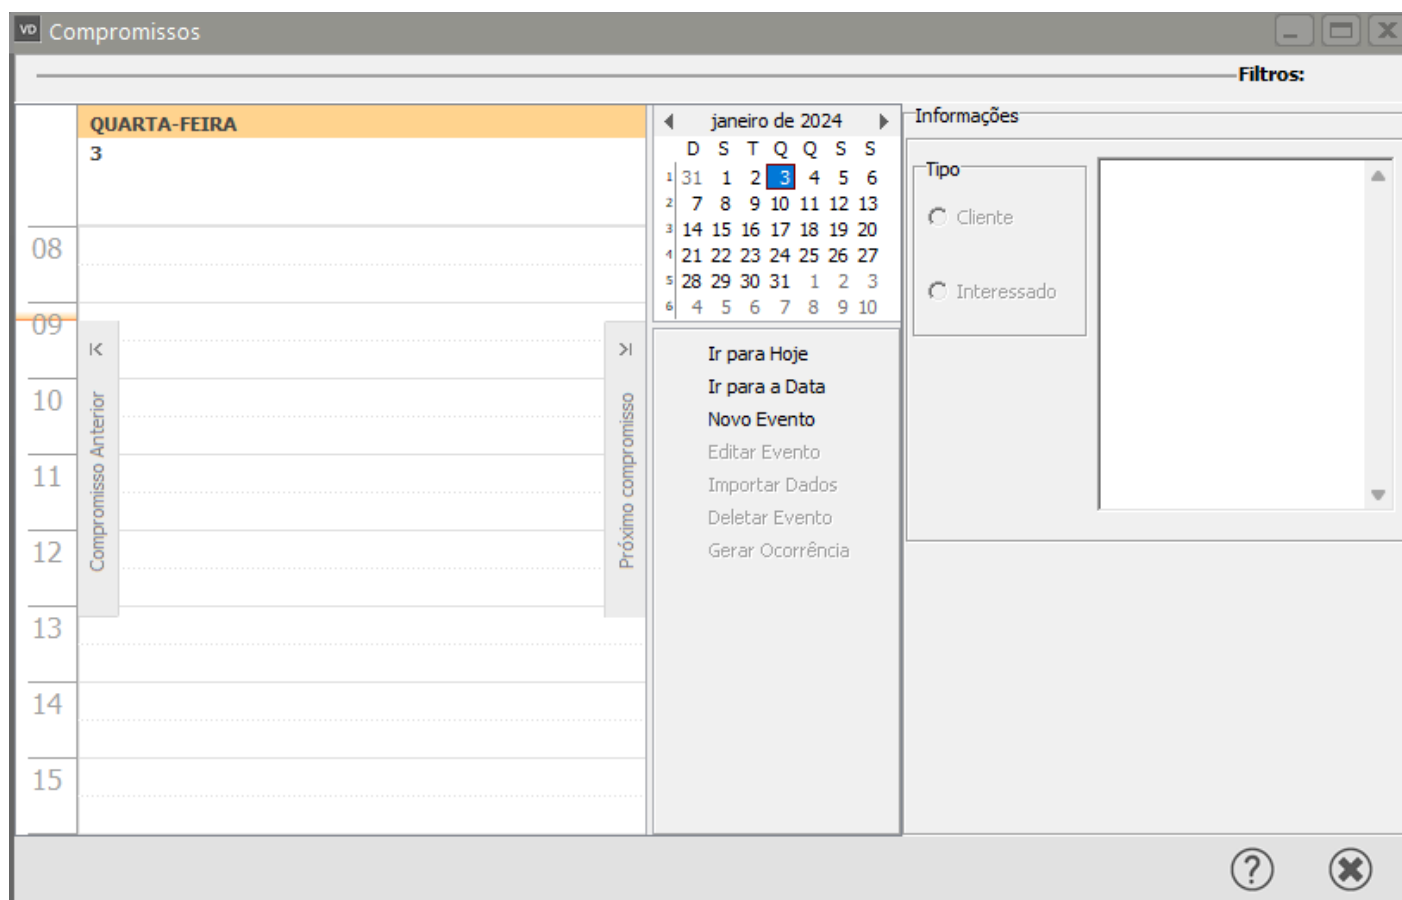 VD Compromissos
Filtros:
QUARTA-FEIRA
3
08
09
10
11
12
13
14
15
Compromisso Anterior
Próximo compromisso
janeiro de 2024
D S T Q Q S S
1 31 1 2 3 4 5 6
2 7 8 9 10 11 12 13
3 14 15 16 17 18 19 20
4 21 22 23 24 25 26 27
5 28 29 30 31 1 2 3
6 4 5 6 7 8 9 10
Ir para Hoje
Ir para a Data
Novo Evento
Editar Evento
Importar Dados
Deletar Evento
Gerar Ocorrência
Informações
Tipo
Cliente
Interessado
?